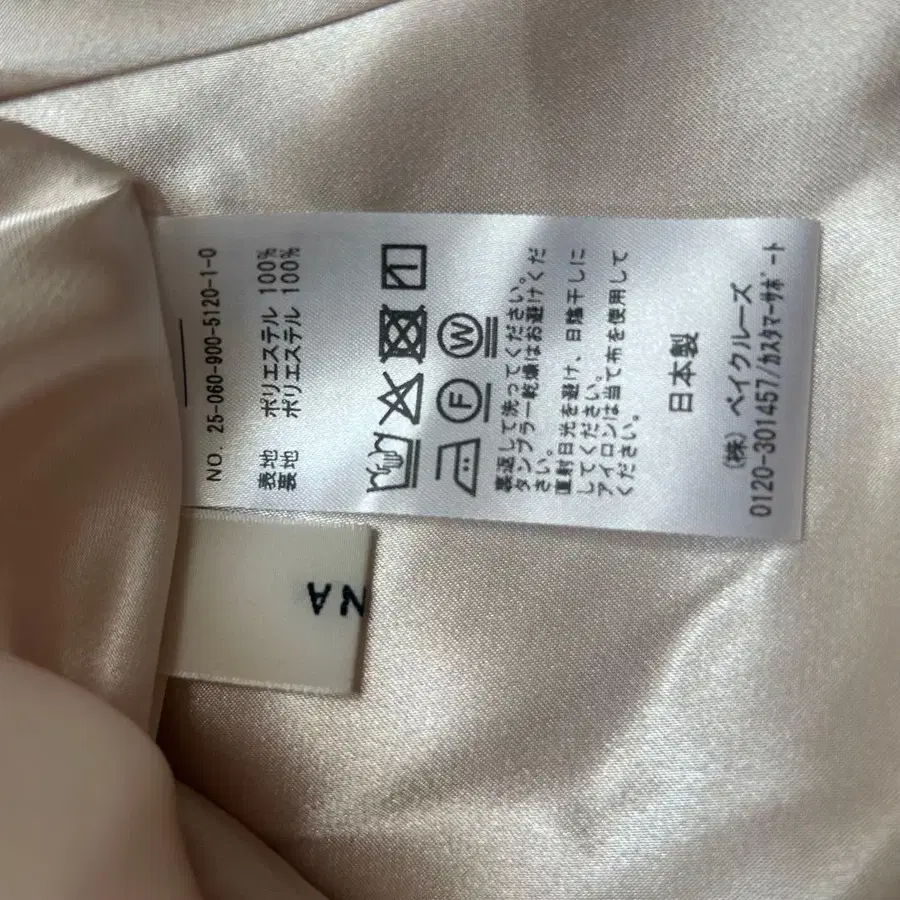 NO. 25-060-900-5120-1-0
表地 ポリエステル 100%
裏地 ポリエステル 100%
W
F
裏返して洗ってください。
タンブラー乾燥はお避けくだ
さい。
直射日光を避け、日陰干しに
してください。
アイロンは当て布を使用して
ください。
日本製
(株) ベイクルーズ
0120-301457/カスタマーサポート
NA